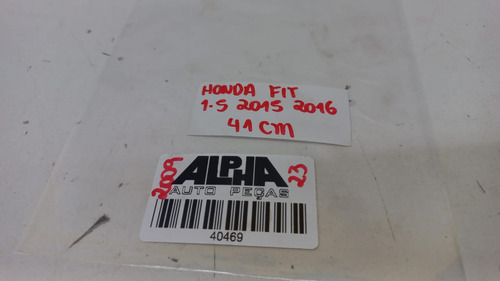 HONDA FIT
1.5 2015 2016
41 CM
2009
ALPHA
23
AUTO PEÇAS
40469